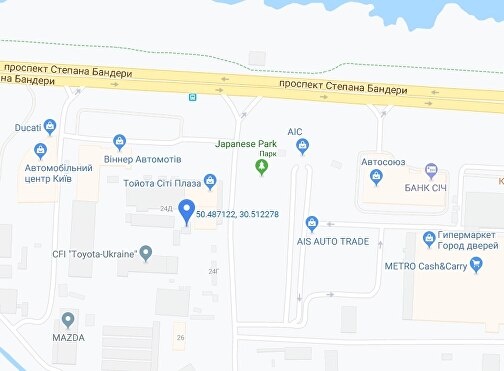 проспект Степана Бандери
на Бандери
проспект Степана Бандери
Ducati
Віннер Автомотів
Japanese Park
Парк
АІС
Автомобільний
центр Київ
Автосоюз
БАНК СІЧ
К
Тойота Сіті Плаза
24Д
50.487122, 30.512278
AIS AUTO TRADE
Гіпермаркет
Город дверей
CFI "Toyota-Ukraine"
24Г
METRO Cash&Carry
MAZDA
26